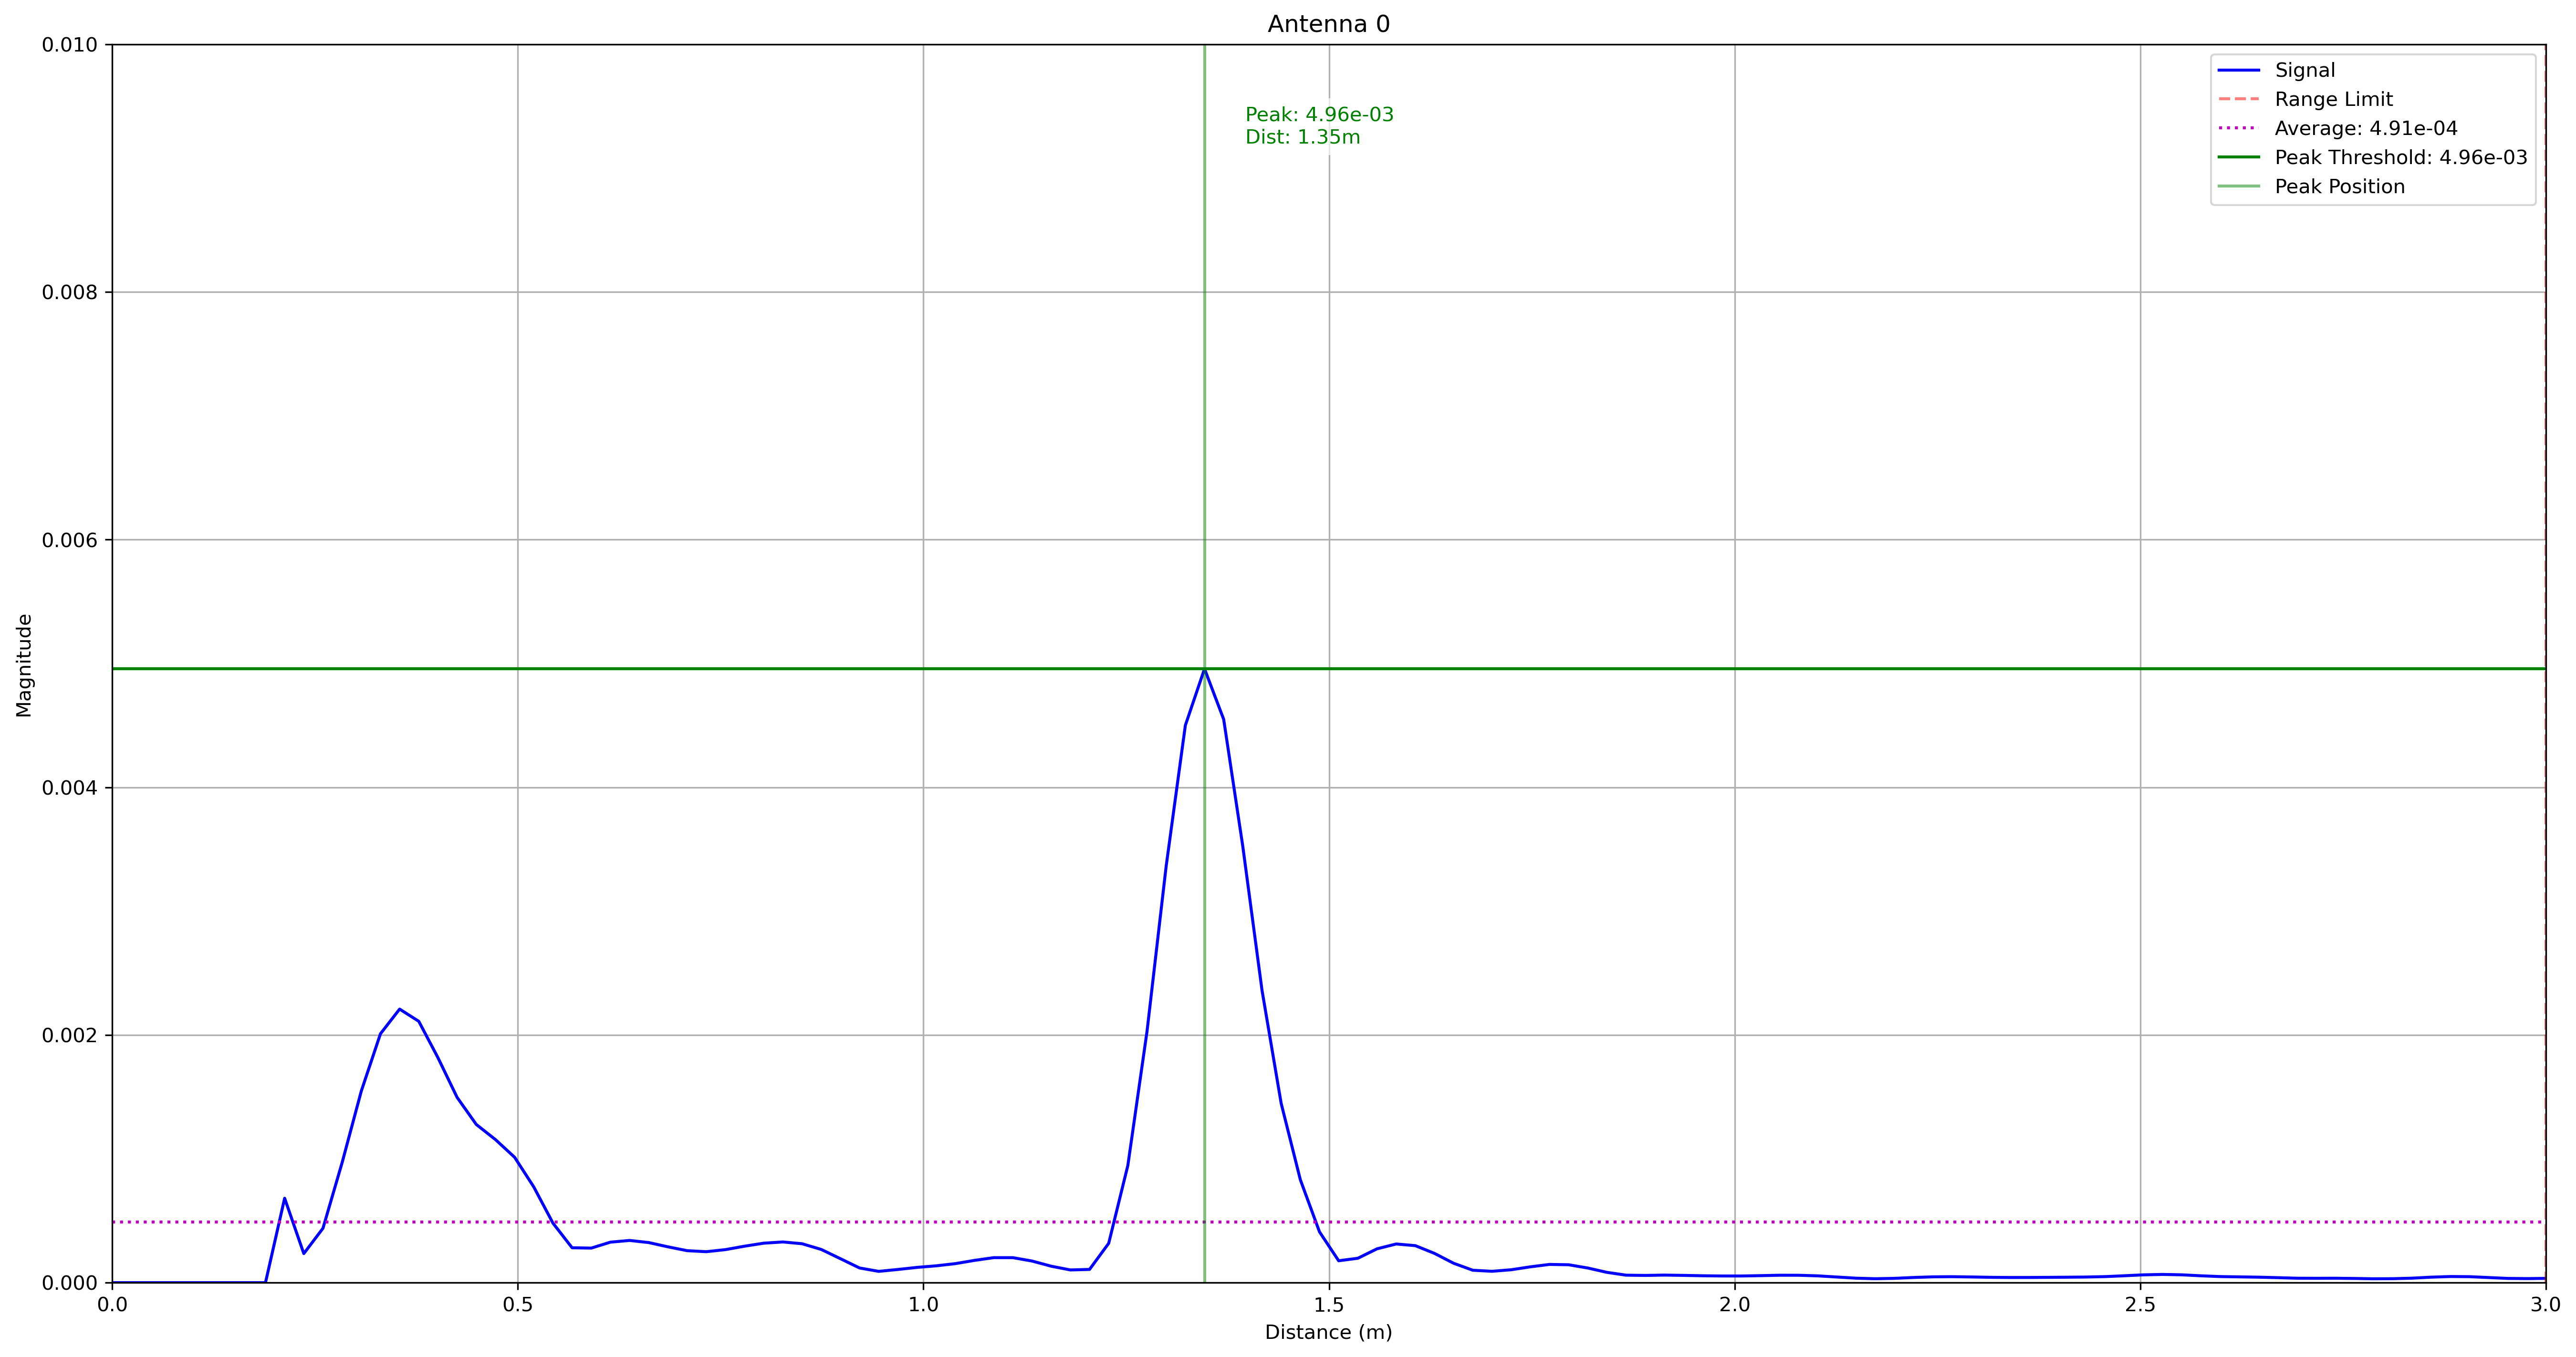 Antenna 0
0.010
0.008
0.006
0.004
0.002
0.000
Magnitude
Peak: 4.96e-03
Dist: 1.35m
Signal
Range Limit
Average: 4.91e-04
Peak Threshold: 4.96e-03
Peak Position
0.0 0.5 1.0 1.5 2.0 2.5 3.0
Distance (m)